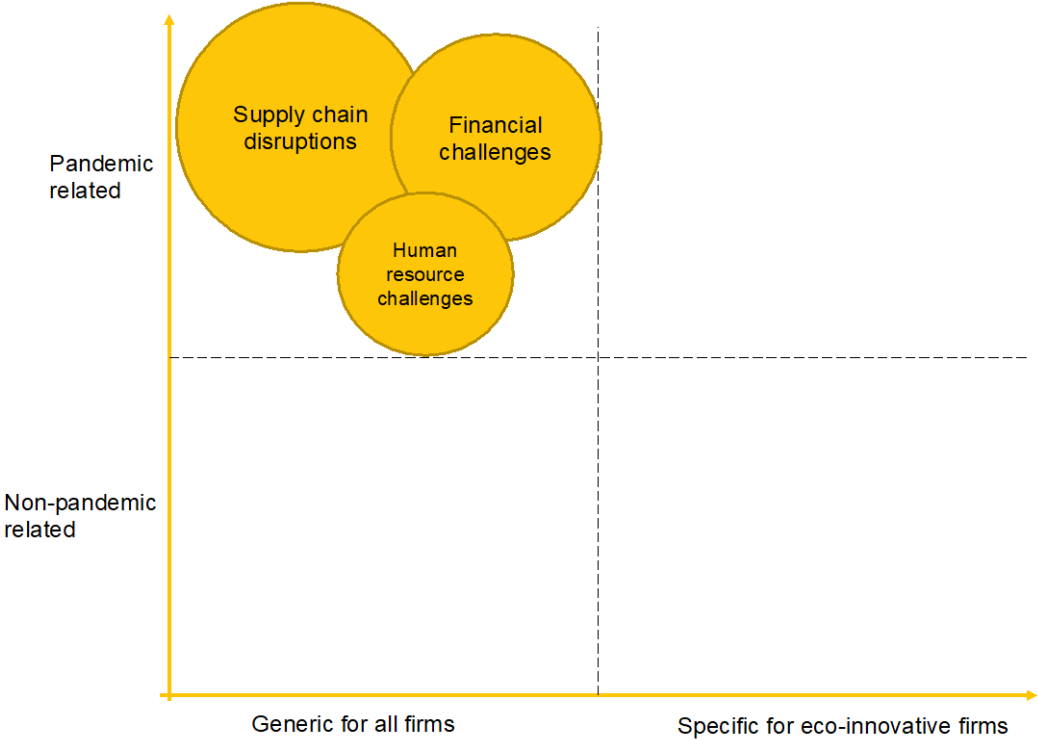 Supply chain
disruptions
Financial
challenges
Pandemic
related
Human
resource
challenges
Non-pandemic
related
Generic for all firms
Specific for eco-innovative firms